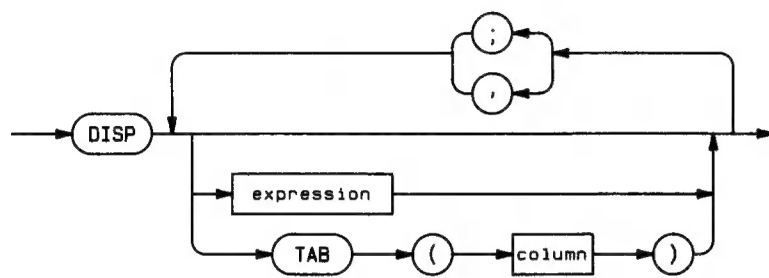 ;
,
DISP
expression
TAB ( column )